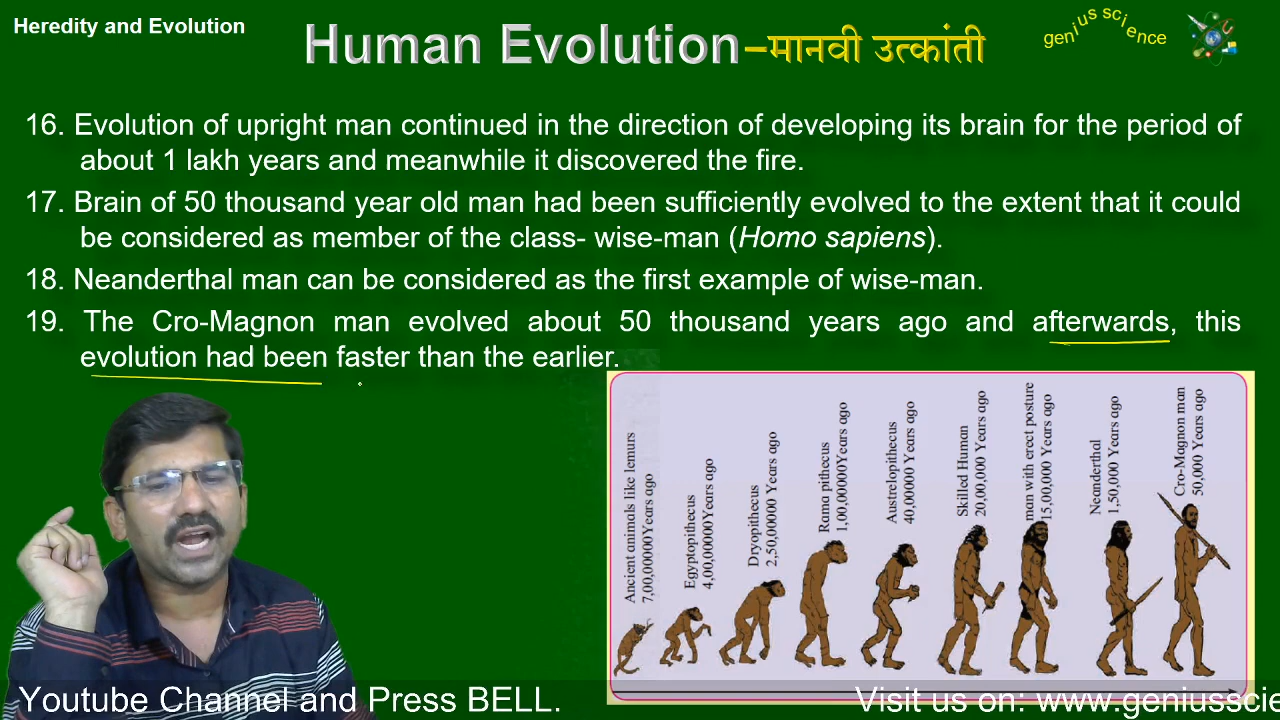 Heredity and Evolution
Human Evolution–मानवी उत्कांती
genius science
16. Evolution of upright man continued in the direction of developing its brain for the period of
about 1 lakh years and meanwhile it discovered the fire.
17. Brain of 50 thousand year old man had been sufficiently evolved to the extent that it could
be considered as member of the class- wise-man (Homo sapiens).
18. Neanderthal man can be considered as the first example of wise-man.
19. The Cro-Magnon man evolved about 50 thousand years ago and afterwards, this
evolution had been faster than the earlier.
Ancient animals like lemurs
7,00,00000Years ago
Egyptopithecus
4,00,00000Years ago
Dryopithecus
2,50,00000 Years ago
Rama pithecus
1,00,00000Years ago
Austrelopithecus
40,00000 Years ago
Skilled Human
20,00,000 Years ago
man with erect posture
15,00,000 Years ago
Neanderthal
1,50,000 Years ago
Cro-Magnon man
50,000 Years ago
Youtube Channel and Press BELL.
Visit us on: www.geniusscie